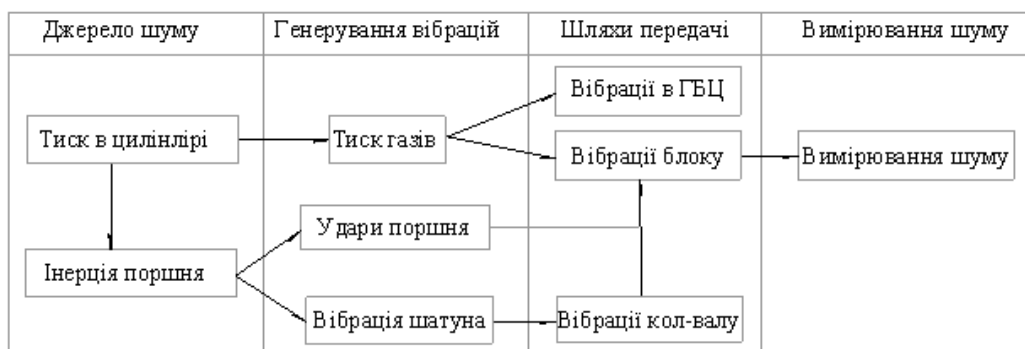 Джерело шуму
Генерування вібрацій
Шляхи передачі
Вимірювання шуму
Вібрації в ГБЦ
Тиск в цилінлірі
Тиск газів
Вібрації блоку
Вимірювання шуму
Удари поршня
Інерція поршня
Вібрація шатуна
Вібрації кол-валу